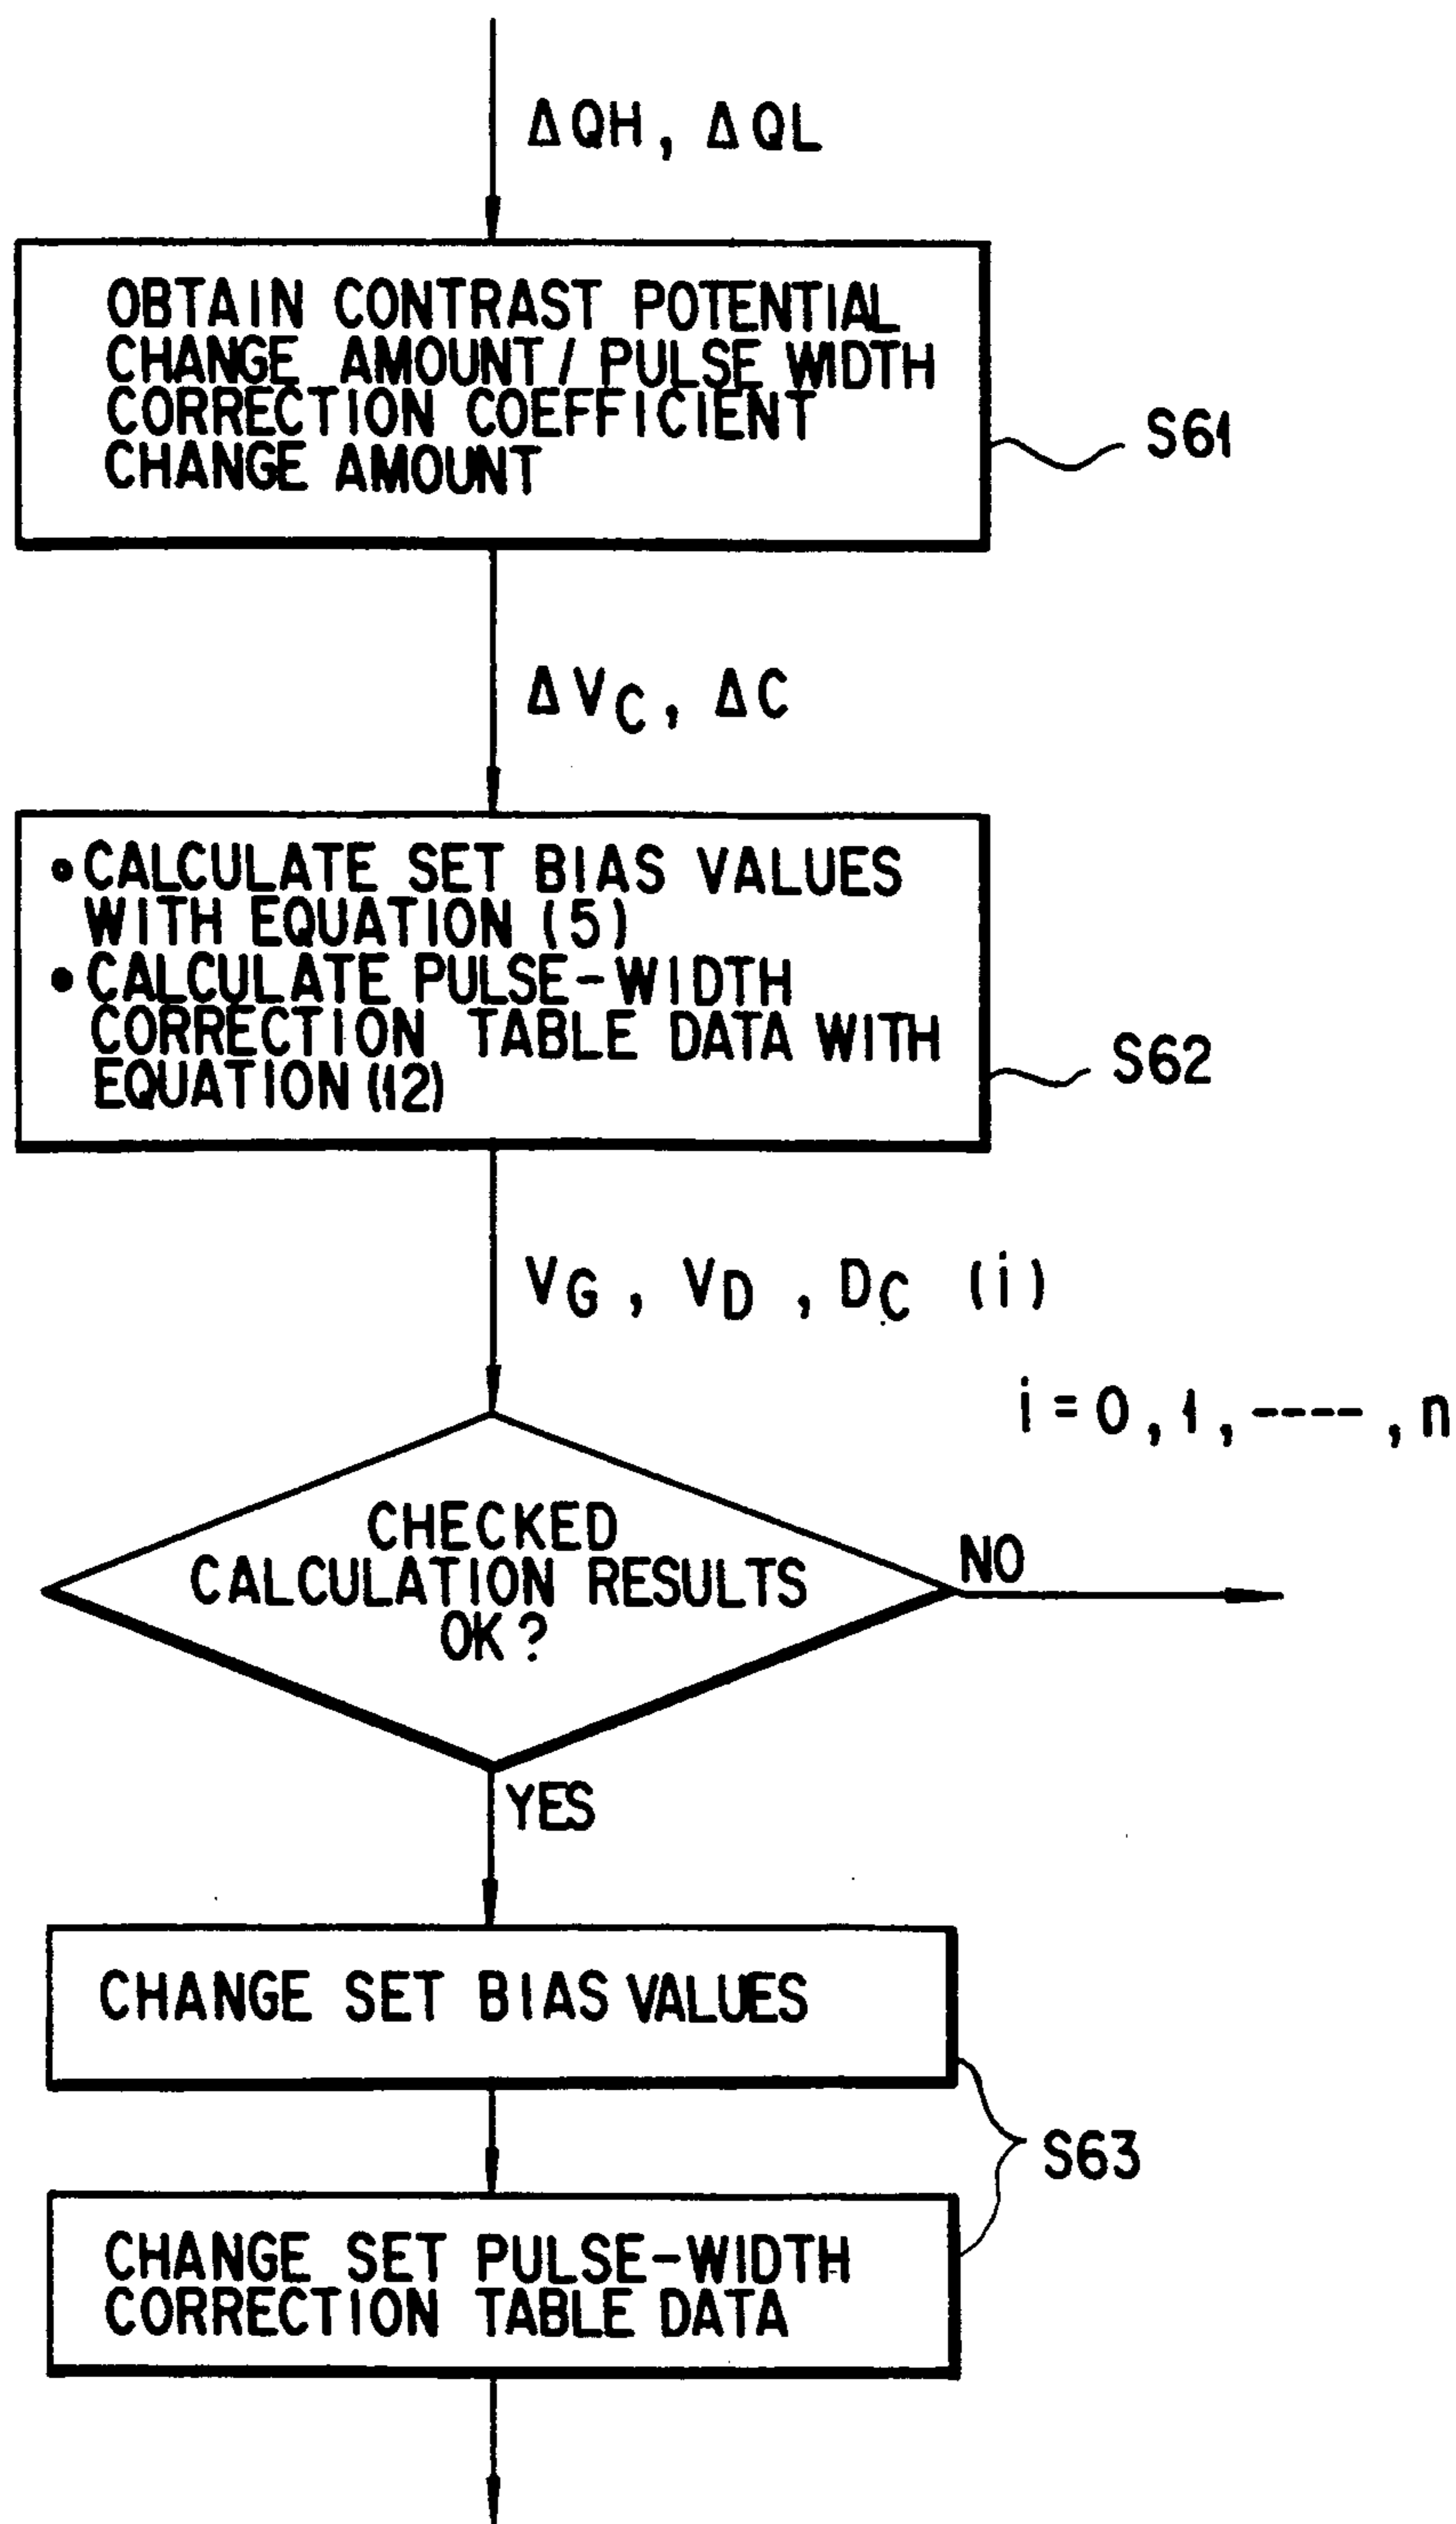 ΔQH, ΔQL
OBTAIN CONTRAST POTENTIAL
CHANGE AMOUNT/PULSE WIDTH
CORRECTION COEFFICIENT
CHANGE AMOUNT
S61
ΔVC, ΔC
•CALCULATE SET BIAS VALUES
WITH EQUATION (5)
•CALCULATE PULSE-WIDTH
CORRECTION TABLE DATA WITH
EQUATION (12)
S62
VG, VD, DC (i)
i=0,1,----,n
CHECKED
CALCULATION RESULTS
OK?
NO
YES
CHANGE SET BIAS VALUES
S63
CHANGE SET PULSE-WIDTH
CORRECTION TABLE DATA